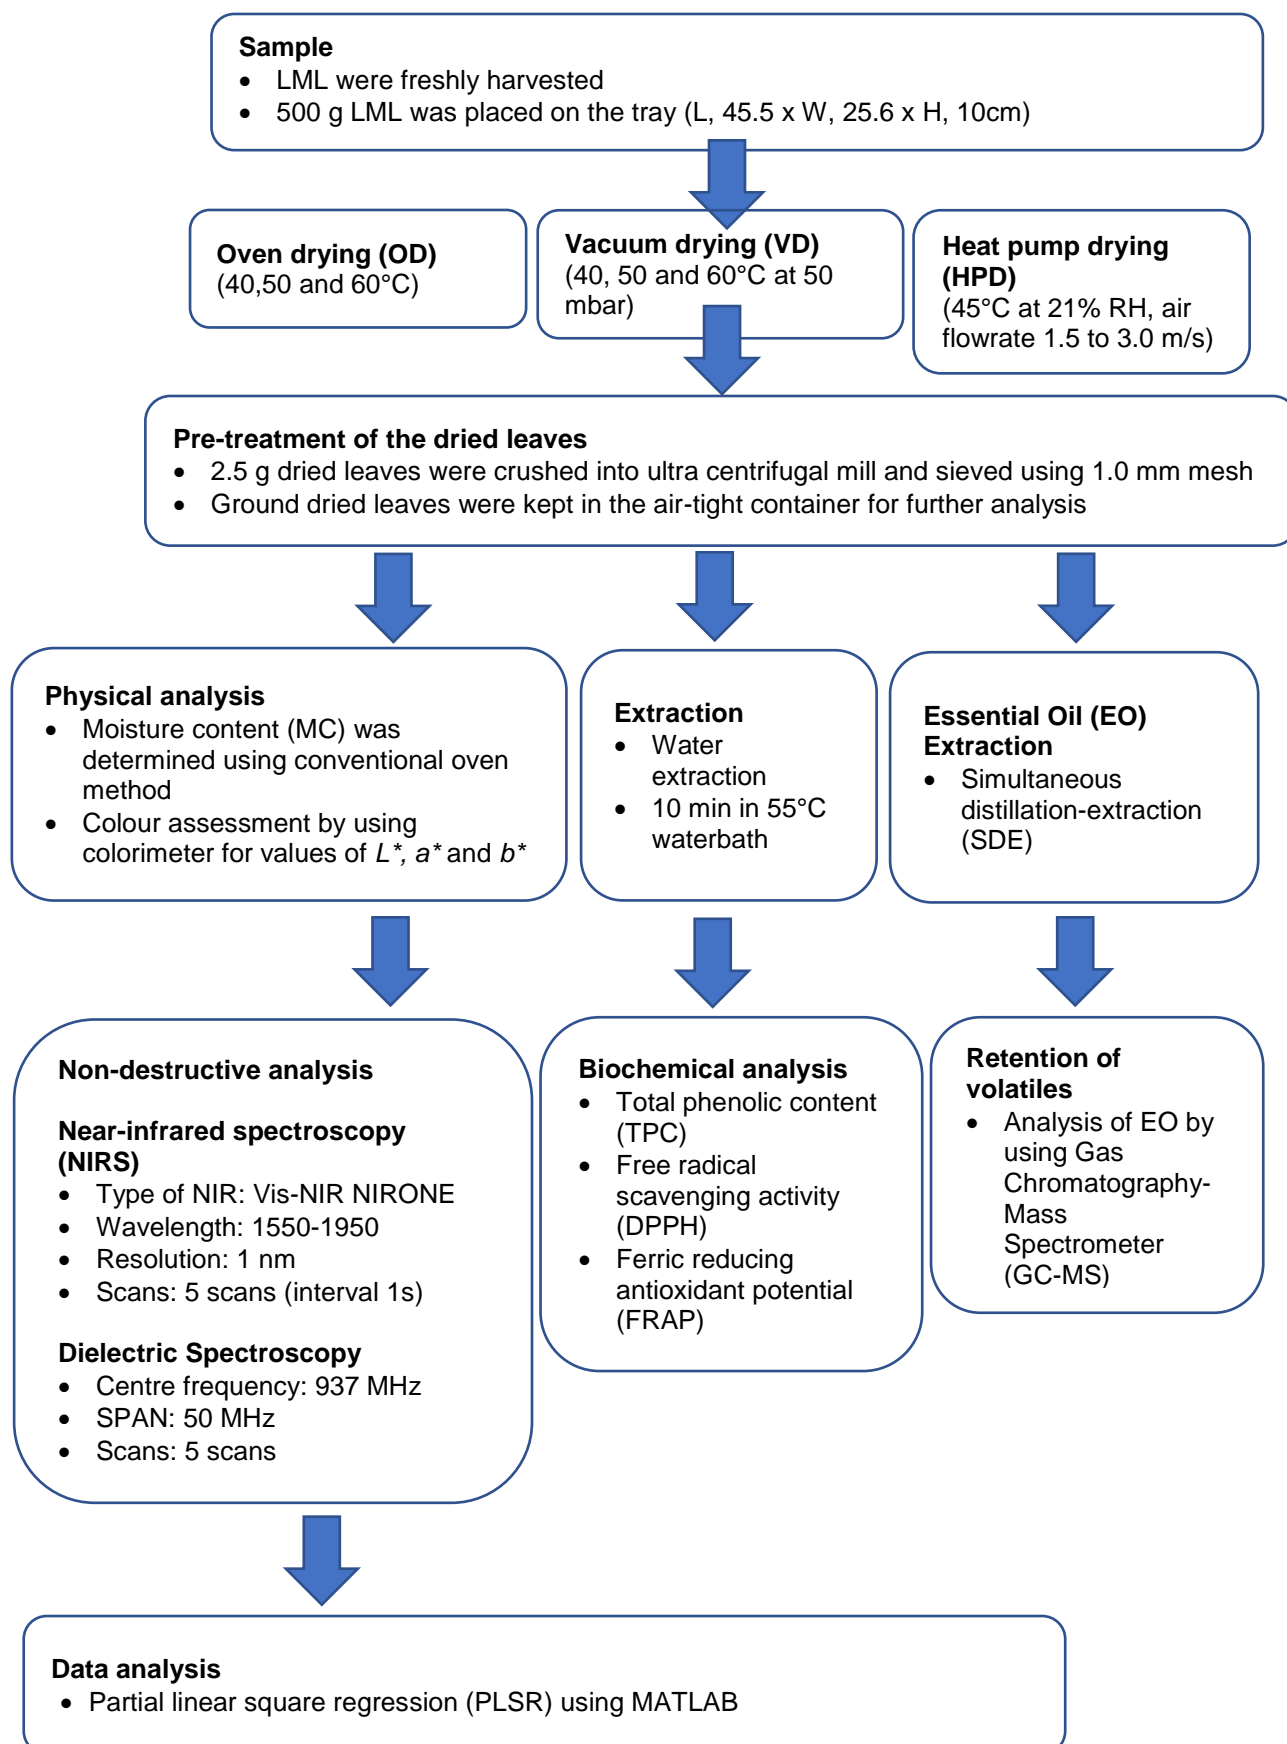 Sample
• LML were freshly harvested
• 500 g LML was placed on the tray (L, 45.5 x W, 25.6 x H, 10cm)
Oven drying (OD)
(40,50 and 60°C)
Vacuum drying (VD)
(40, 50 and 60°C at 50
mbar)
Heat pump drying
(HPD)
(45°C at 21% RH, air
flowrate 1.5 to 3.0 m/s)
Pre-treatment of the dried leaves
• 2.5 g dried leaves were crushed into ultra centrifugal mill and sieved using 1.0 mm mesh
• Ground dried leaves were kept in the air-tight container for further analysis
Physical analysis
• Moisture content (MC) was
determined using conventional oven
method
• Colour assessment by using
colorimeter for values of L*, a* and b*
Extraction
• Water
extraction
• 10 min in 55°C
waterbath
Essential Oil (EO)
Extraction
• Simultaneous
distillation-extraction
(SDE)
Non-destructive analysis
Near-infrared spectroscopy
(NIRS)
• Type of NIR: Vis-NIR NIRONE
• Wavelength: 1550-1950
• Resolution: 1 nm
• Scans: 5 scans (interval 1s)
Dielectric Spectroscopy
• Centre frequency: 937 MHz
• SPAN: 50 MHz
• Scans: 5 scans
Biochemical analysis
• Total phenolic content
(TPC)
• Free radical
scavenging activity
(DPPH)
• Ferric reducing
antioxidant potential
(FRAP)
Retention of
volatiles
• Analysis of EO by
using Gas
Chromatography-
Mass
Spectrometer
(GC-MS)
Data analysis
• Partial linear square regression (PLSR) using MATLAB